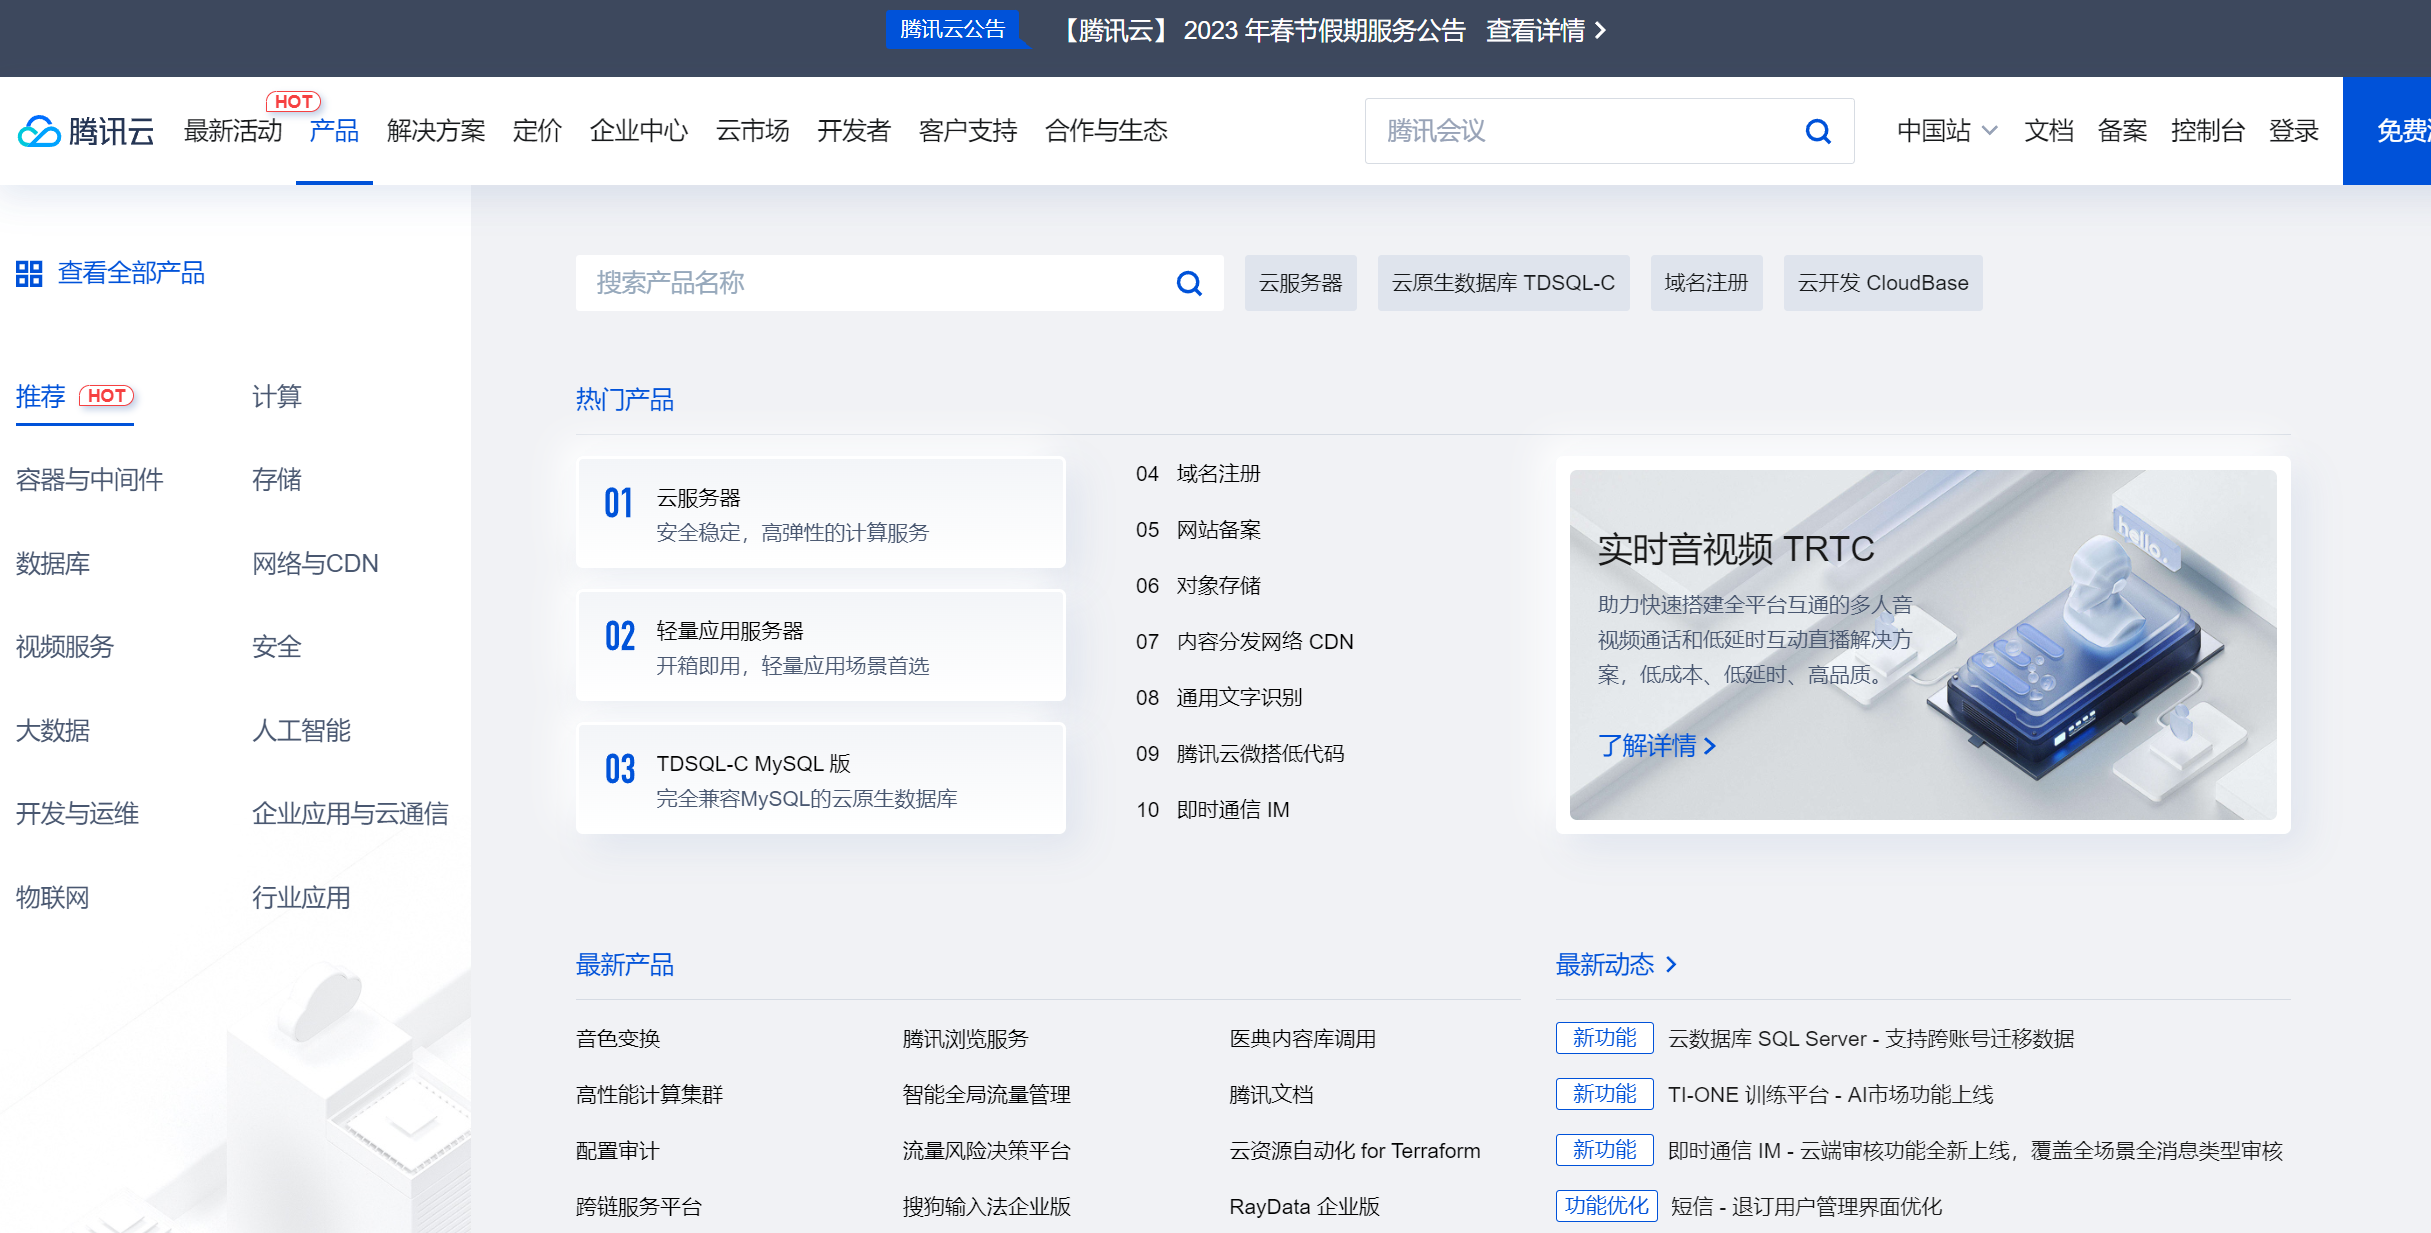 腾讯云公告 【腾讯云】 2023 年春节假期服务公告 查看详情
HOT
腾讯云 最新活动 产品 解决方案 定价 企业中心 云市场 开发者 客户支持 合作与生态 腾讯会议 中国站 文档 备案 控制台 登录 免费
查看全部产品
推荐 HOT 计算
容器与中间件 存储
数据库 网络与CDN
视频服务 安全
大数据 人工智能
开发与运维 企业应用与云通信
物联网 行业应用
搜索产品名称 云服务器 云原生数据库 TDSQL-C 域名注册 云开发 CloudBase
热门产品
01 云服务器
安全稳定，高弹性的计算服务
02 轻量应用服务器
开箱即用，轻量应用场景首选
03 TDSQL-C MySQL 版
完全兼容MySQL的云原生数据库
04 域名注册
05 网站备案
06 对象存储
07 内容分发网络 CDN
08 通用文字识别
09 腾讯云微搭低代码
10 即时通信 IM
hello.
实时音视频 TRTC
助力快速搭建全平台互通的多人音
视频通话和低延时互动直播解决方
案，低成本、低延时、高品质。
了解详情
最新产品
音色变换 腾讯浏览服务 医典内容库调用
高性能计算集群 智能全局流量管理 腾讯文档
配置审计 流量风险决策平台 云资源自动化 for Terraform
跨链服务平台 搜狗输入法企业版 RayData 企业版
最新动态
新功能 云数据库 SQL Server - 支持跨账号迁移数据
新功能 TI-ONE 训练平台 - AI市场功能上线
新功能 即时通信 IM - 云端审核功能全新上线，覆盖全场景全消息类型审核
功能优化 短信 - 退订用户管理界面优化